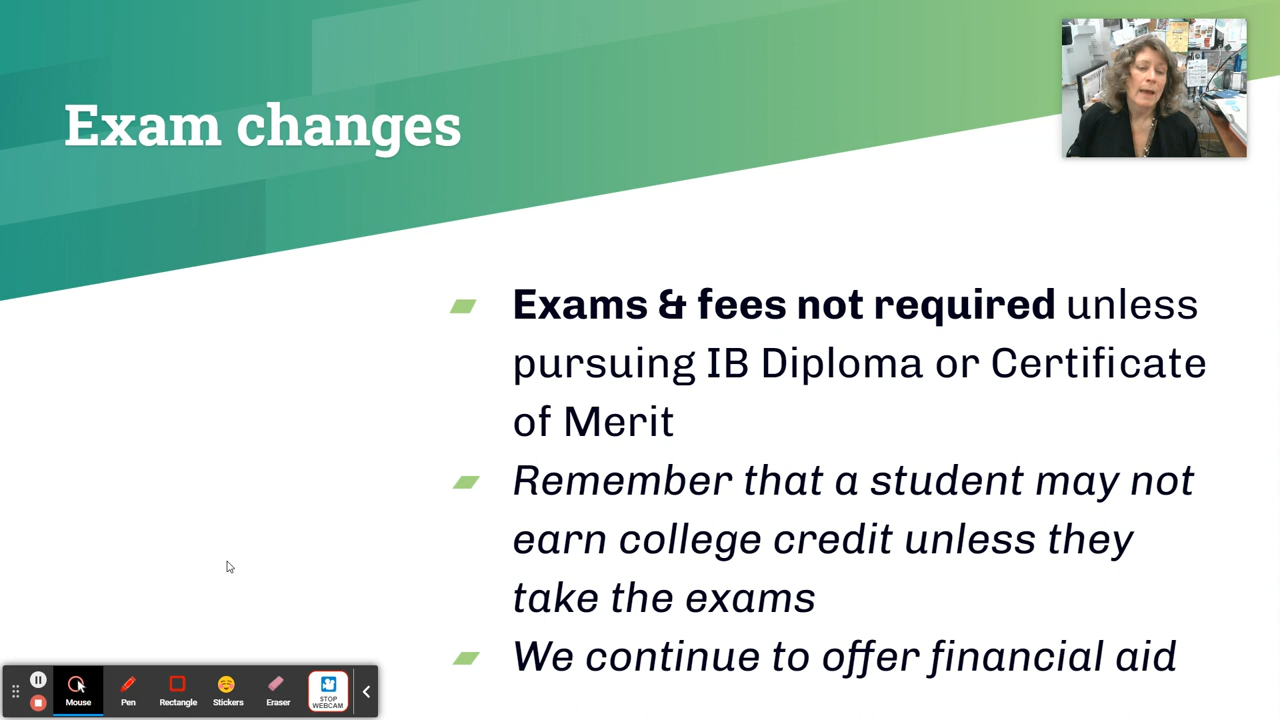 Exam changes
Exams & fees not required unless
pursuing IB Diploma or Certificate
of Merit
Remember that a student may not
earn college credit unless they
take the exams
We continue to offer financial aid
Mouse
Pen
Rectangle
Stickers
Eraser
STOP
WEBCAM